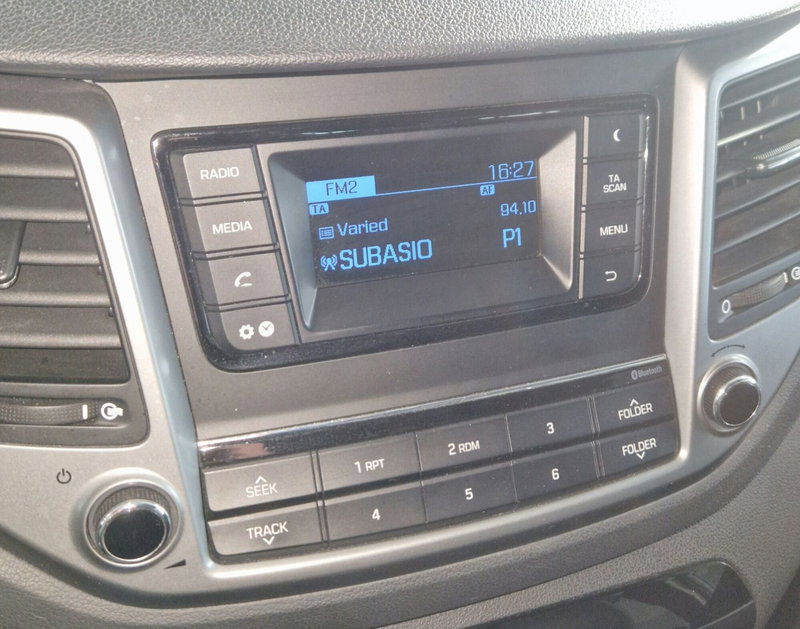 RADIO
MEDIA
FM2 16:27
TA AF
94.10
Varied
SUBASIO P1
TA
SCAN
MENU
Bluetooth
SEEK
TRACK
1 RPT
2 RDM
3
4
5
6
FOLDER
FOLDER